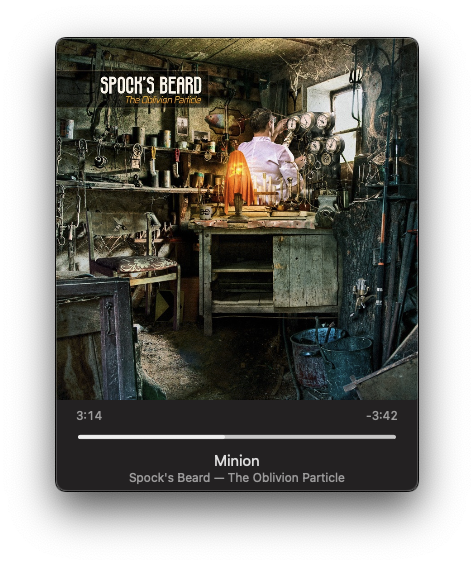 SPOCK'S BEARD
The Oblivion Particle
3:14 -3:42
Minion
Spock's Beard — The Oblivion Particle